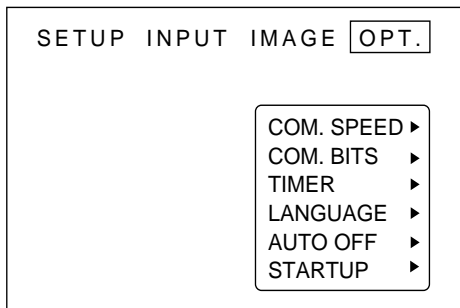 SETUP INPUT IMAGE OPT.
COM. SPEED
COM. BITS
TIMER
LANGUAGE
AUTO OFF
STARTUP